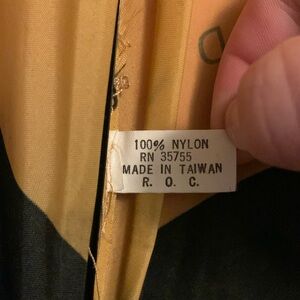 D
100% NYLON
RN 35755
MADE IN TAIWAN
R. O. C.